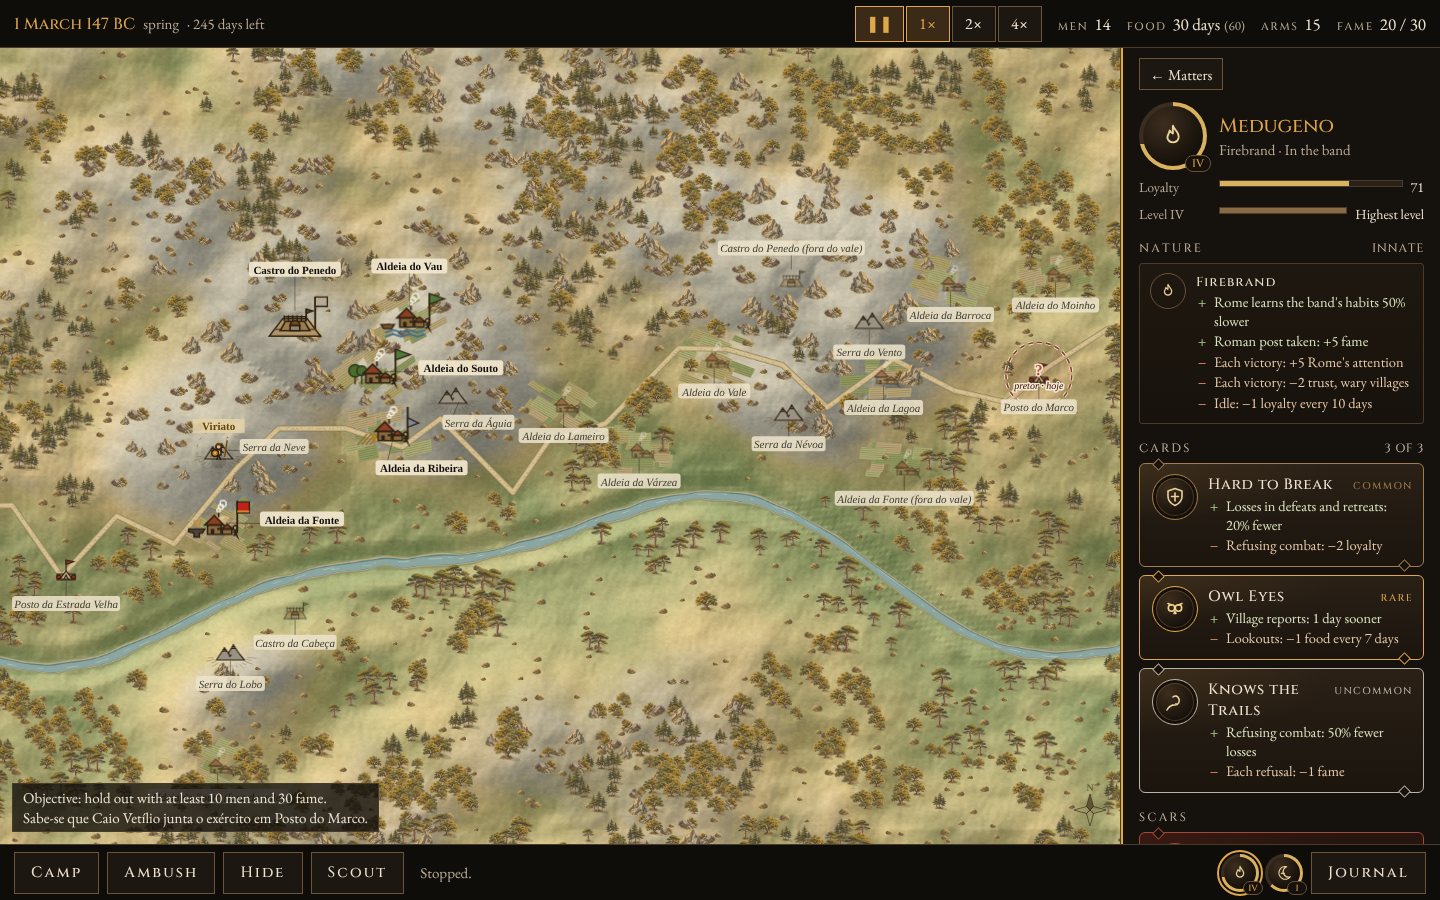 1 March 147 BC spring · 245 days left
1× 2× 4×
MEN 14 FOOD 30 days (60) ARMS 15 FAME 20 / 30
← Matters
Medugeno
Firebrand · In the band
IV
Loyalty 71
Level IV Highest level
NATURE INNATE
Firebrand
+ Rome learns the band's habits 50%
slower
+ Roman post taken: +5 fame
– Each victory: +5 Rome's attention
– Each victory: −2 trust, wary villages
– Idle: −1 loyalty every 10 days
CARDS 3 OF 3
Hard to Break COMMON
+ Losses in defeats and retreats:
20% fewer
– Refusing combat: −2 loyalty
Owl Eyes RARE
+ Village reports: 1 day sooner
– Lookouts: −1 food every 7 days
Knows the UNCOMMON
Trails
+ Refusing combat: 50% fewer
losses
– Each refusal: −1 fame
SCARS
Castro do Penedo (fora do vale)
Castro do Penedo
Aldeia do Vau
Aldeia do Moinho
Aldeia da Barroca
Serra do Vento
Aldeia do Souto
?
pretor · hoje
Aldeia do Vale
Posto do Marco
Aldeia da Lagoa
Serra da Águia
Viriato
Aldeia do Lameiro
Serra da Neve
Serra da Névoa
Aldeia da Ribeira
Aldeia da Várzea
Aldeia da Fonte (fora do vale)
Aldeia da Fonte
Posto da Estrada Velha
Castro da Cabeça
Serra do Lobo
N
Objective: hold out with at least 10 men and 30 fame.
Sabe-se que Caio Vetílio junta o exército em Posto do Marco.
Camp Ambush Hide Scout Stopped.
IV I Journal